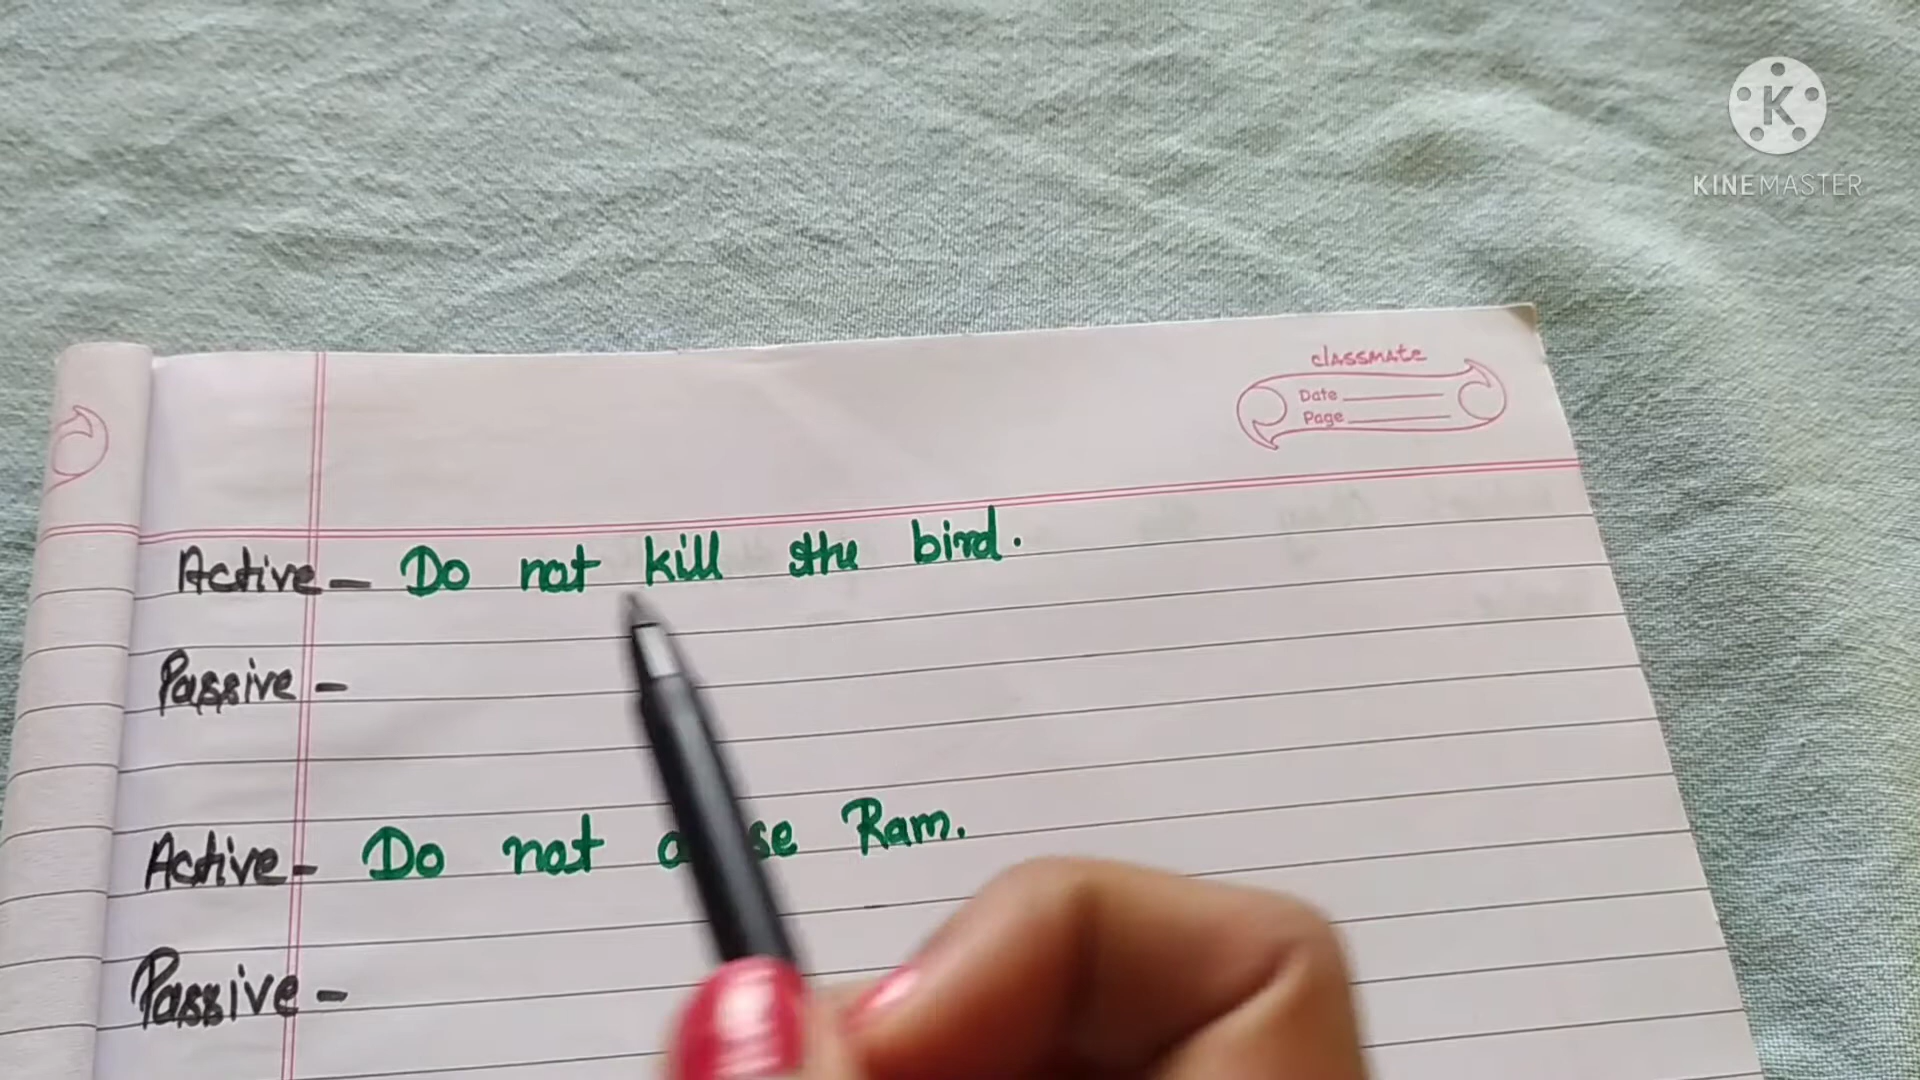 KINEMASTER
classmate
Date
Page
Active - Do not kill the bird.
Passive -
Active - Do not Ram.
Passive -